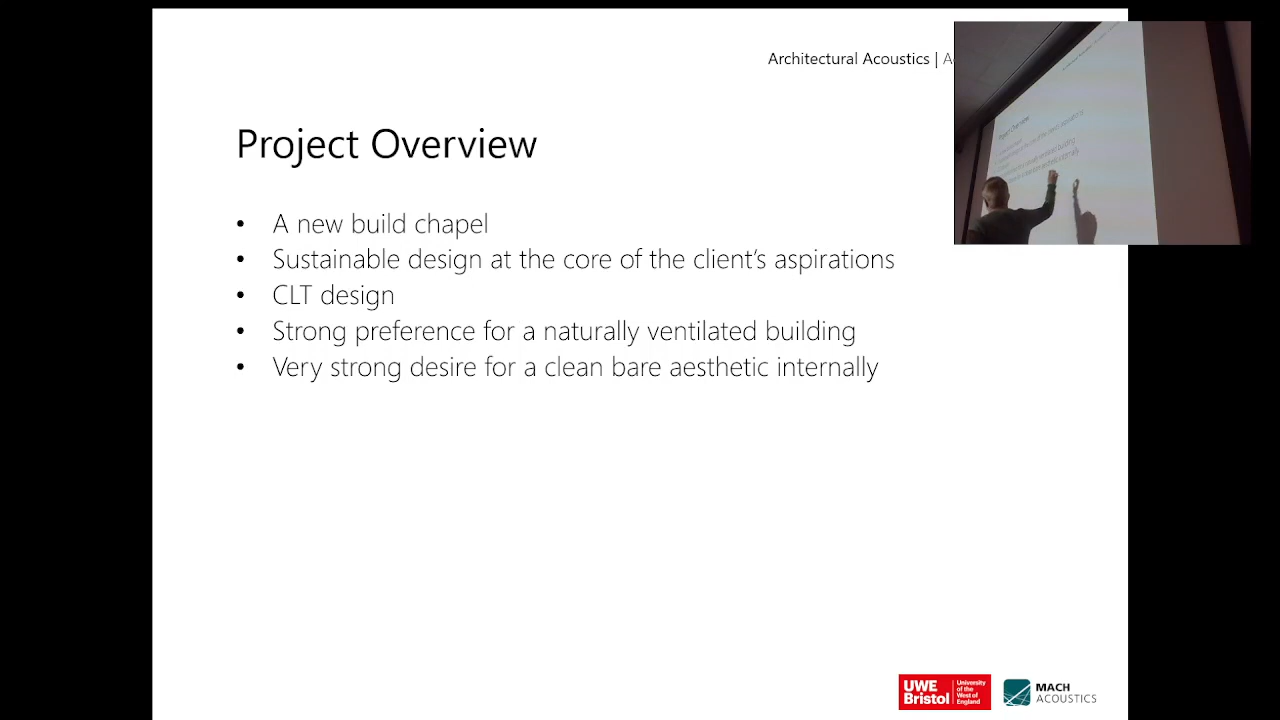 Architectural Acoustics |
Project Overview
• A new build chapel
• Sustainable design at the core of the client's aspirations
• CLT design
• Strong preference for a naturally ventilated building
• Very strong desire for a clean bare aesthetic internally
UWE
Bristol
University
of the
West of
England
MACH
ACOUSTICS
Project Overview